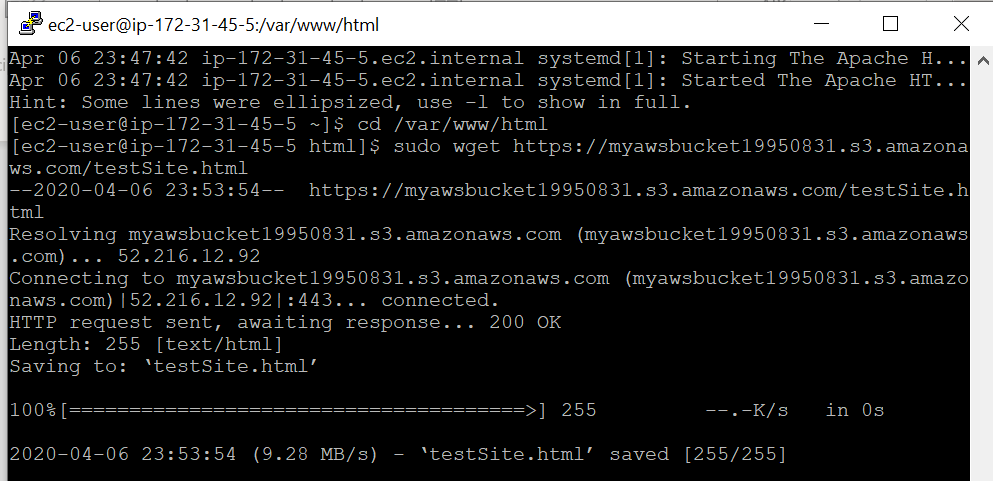 ec2-user@ip-172-31-45-5:/var/www/html
Apr 06 23:47:42 ip-172-31-45-5.ec2.internal systemd[1]: Starting The Apache H...
Apr 06 23:47:42 ip-172-31-45-5.ec2.internal systemd[1]: Started The Apache HT...
Hint: Some lines were ellipsized, use -l to show in full.
[ec2-user@ip-172-31-45-5 ~]$ cd /var/www/html
[ec2-user@ip-172-31-45-5 html]$ sudo wget https://myawsbucket19950831.s3.amazona
ws.com/testSite.html
--2020-04-06 23:53:54--  https://myawsbucket19950831.s3.amazonaws.com/testSite.h
tml
Resolving myawsbucket19950831.s3.amazonaws.com (myawsbucket19950831.s3.amazonaws
.com)... 52.216.12.92
Connecting to myawsbucket19950831.s3.amazonaws.com (myawsbucket19950831.s3.amazo
naws.com)|52.216.12.92|:443... connected.
HTTP request sent, awaiting response... 200 OK
Length: 255 [text/html]
Saving to: ‘testSite.html’
100%[======================================>] 255         --.-K/s   in 0s
2020-04-06 23:53:54 (9.28 MB/s) - ‘testSite.html’ saved [255/255]